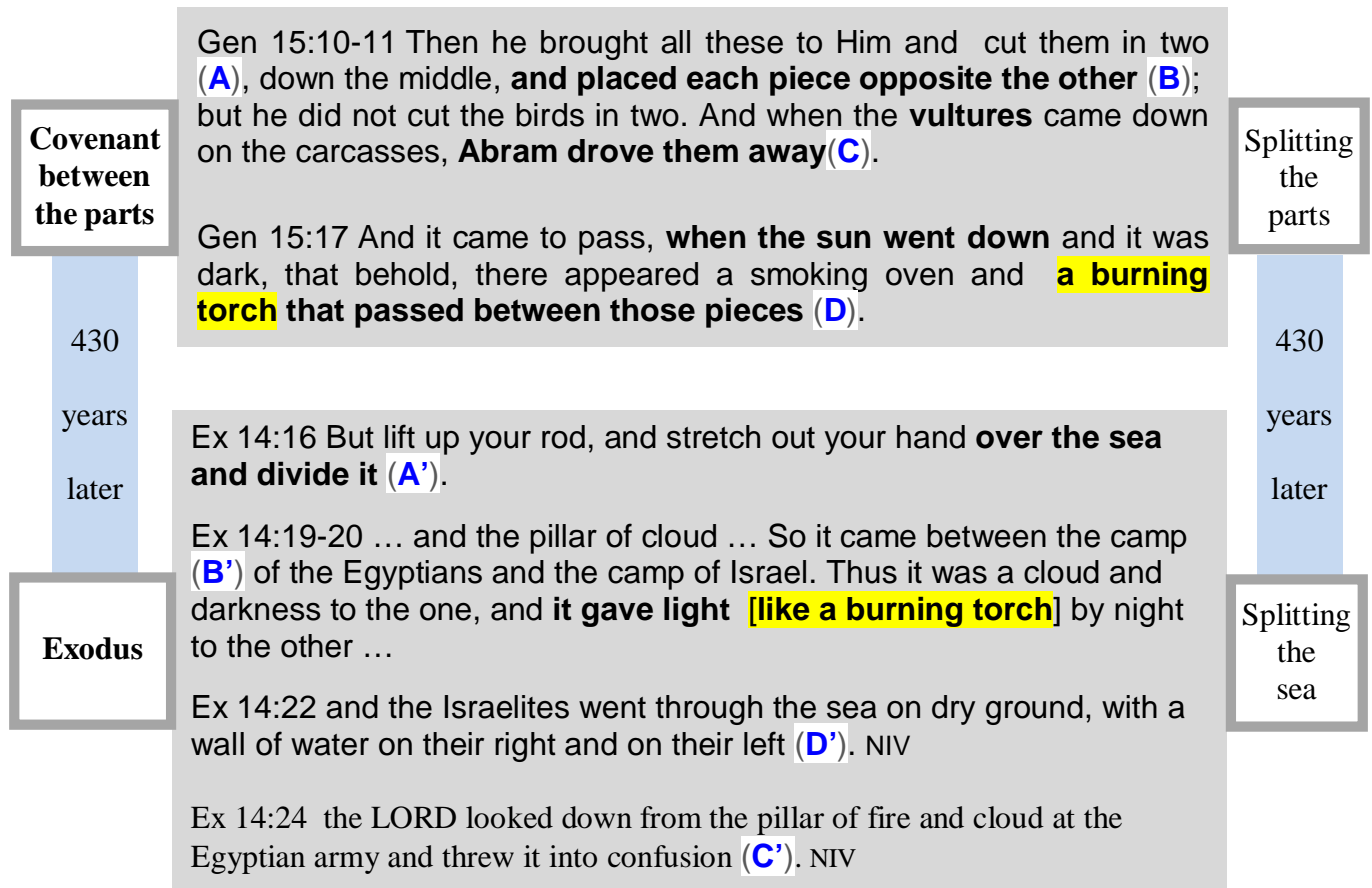 Gen 15:10-11 Then he brought all these to Him and cut them in two
(A), down the middle, and placed each piece opposite the other (B);
but he did not cut the birds in two. And when the vultures came down
on the carcasses, Abram drove them away(C).
Gen 15:17 And it came to pass, when the sun went down and it was
dark, that behold, there appeared a smoking oven and a burning
torch that passed between those pieces (D).
Covenant
between
the parts
Splitting
the
parts
430
years
later
430
years
later
Ex 14:16 But lift up your rod, and stretch out your hand over the sea
and divide it (A’).
Ex 14:19-20 … and the pillar of cloud … So it came between the camp
(B’) of the Egyptians and the camp of Israel. Thus it was a cloud and
darkness to the one, and it gave light [like a burning torch] by night
to the other …
Ex 14:22 and the Israelites went through the sea on dry ground, with a
wall of water on their right and on their left (D’). NIV
Ex 14:24 the LORD looked down from the pillar of fire and cloud at the
Egyptian army and threw it into confusion (C’). NIV
Exodus
Splitting
the
sea